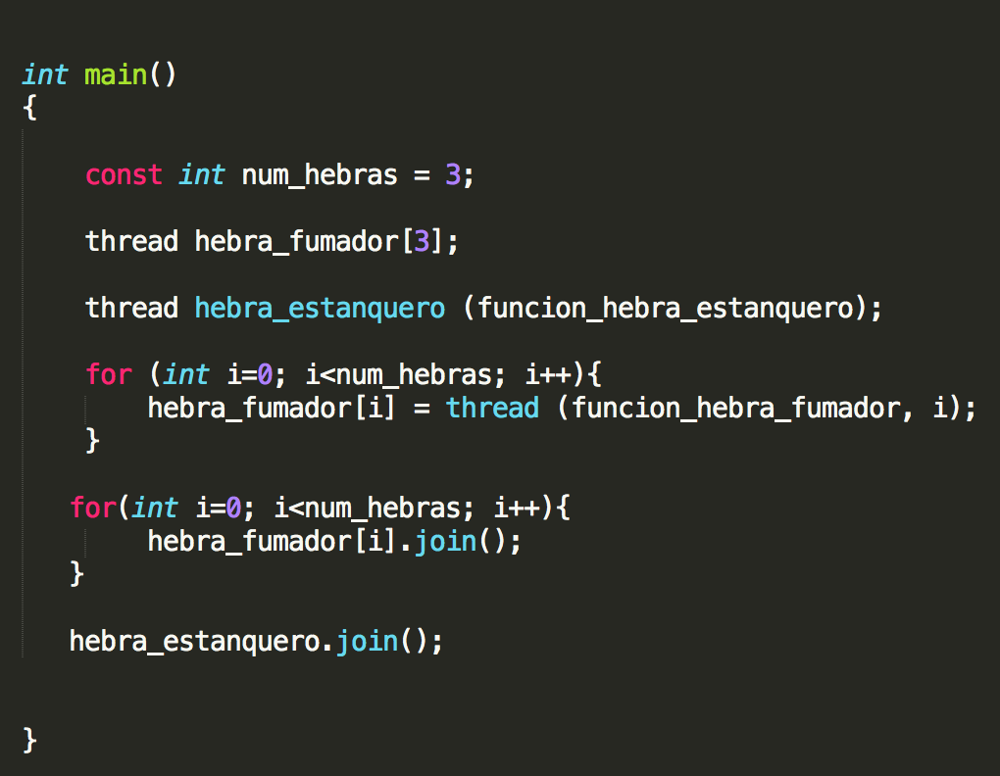 int main()
{
const int num_hebras = 3;
thread hebra_fumador[3];
thread hebra_estanquero (funcion_hebra_estanquero);
for (int i=0; i<num_hebras; i++){
hebra_fumador[i] = thread (funcion_hebra_fumador, i);
}
for(int i=0; i<num_hebras; i++){
hebra_fumador[i].join();
}
hebra_estanquero.join();
}